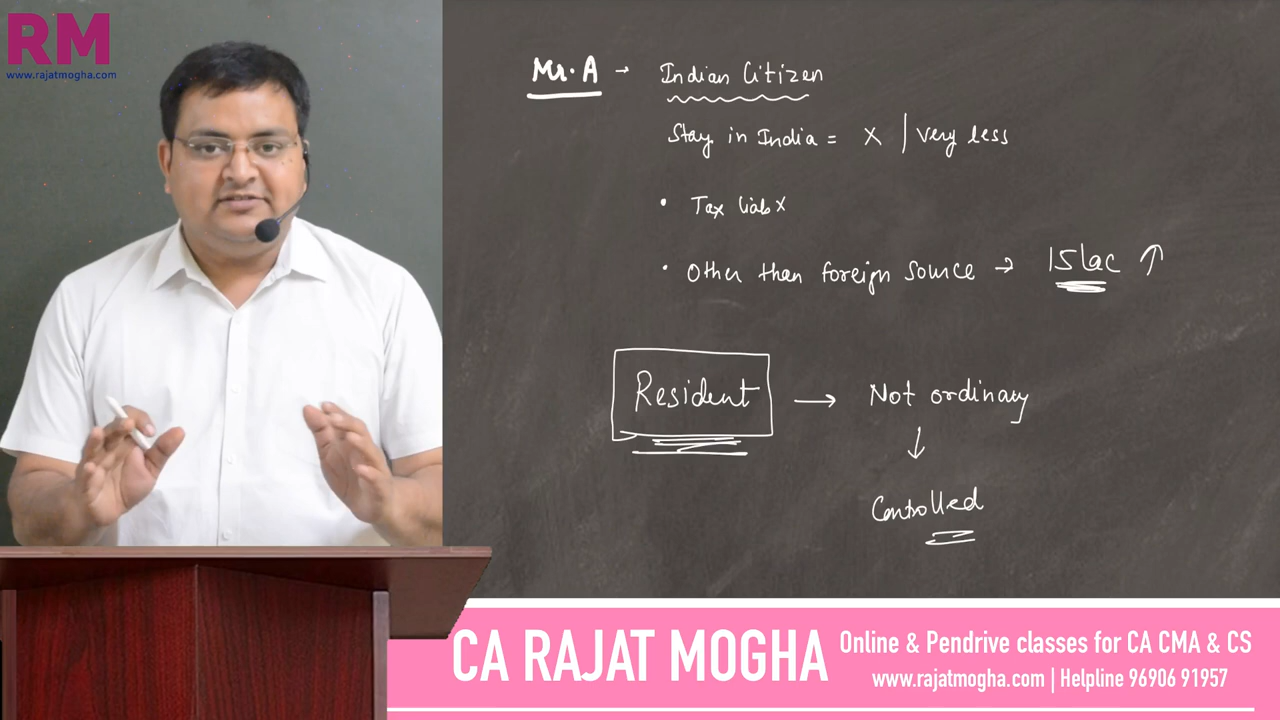 RM
www.rajatmogha.com
Mr. A → Indian Citizen
Stay in India = X | very less
• Tax liab X
• Other than foreign source → 15 lac ↑
Resident → Not ordinary
↓
Controlled
CA RAJAT MOGHA
Online & Pendrive classes for CA CMA & CS
www.rajatmogha.com | Helpline 96906 91957